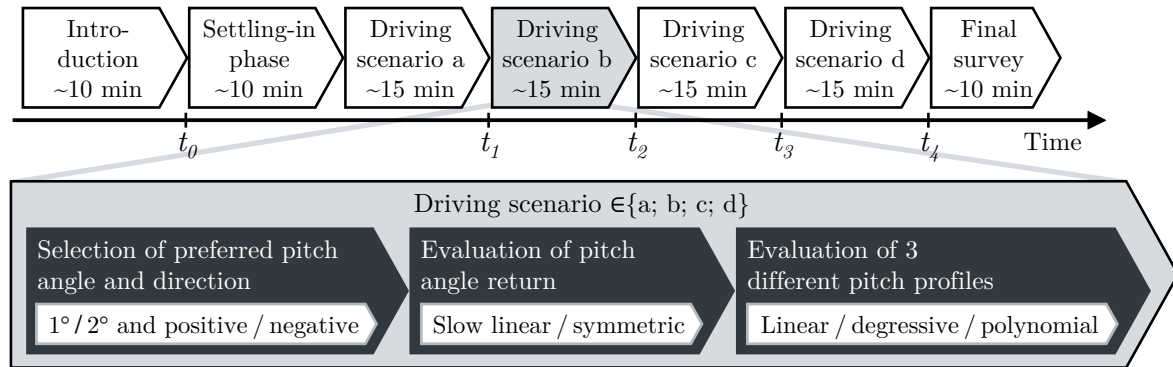 Intro-
duction
~10 min
Settling-in
phase
~10 min
Driving
scenario a
~15 min
Driving
scenario b
~15 min
Driving
scenario c
~15 min
Driving
scenario d
~15 min
Final
survey
~10 min
t0 t1 t2 t3 t4 Time
Driving scenario ∈{a; b; c; d}
Selection of preferred pitch
angle and direction
1° / 2° and positive / negative
Evaluation of pitch
angle return
Slow linear / symmetric
Evaluation of 3
different pitch profiles
Linear / degressive / polynomial